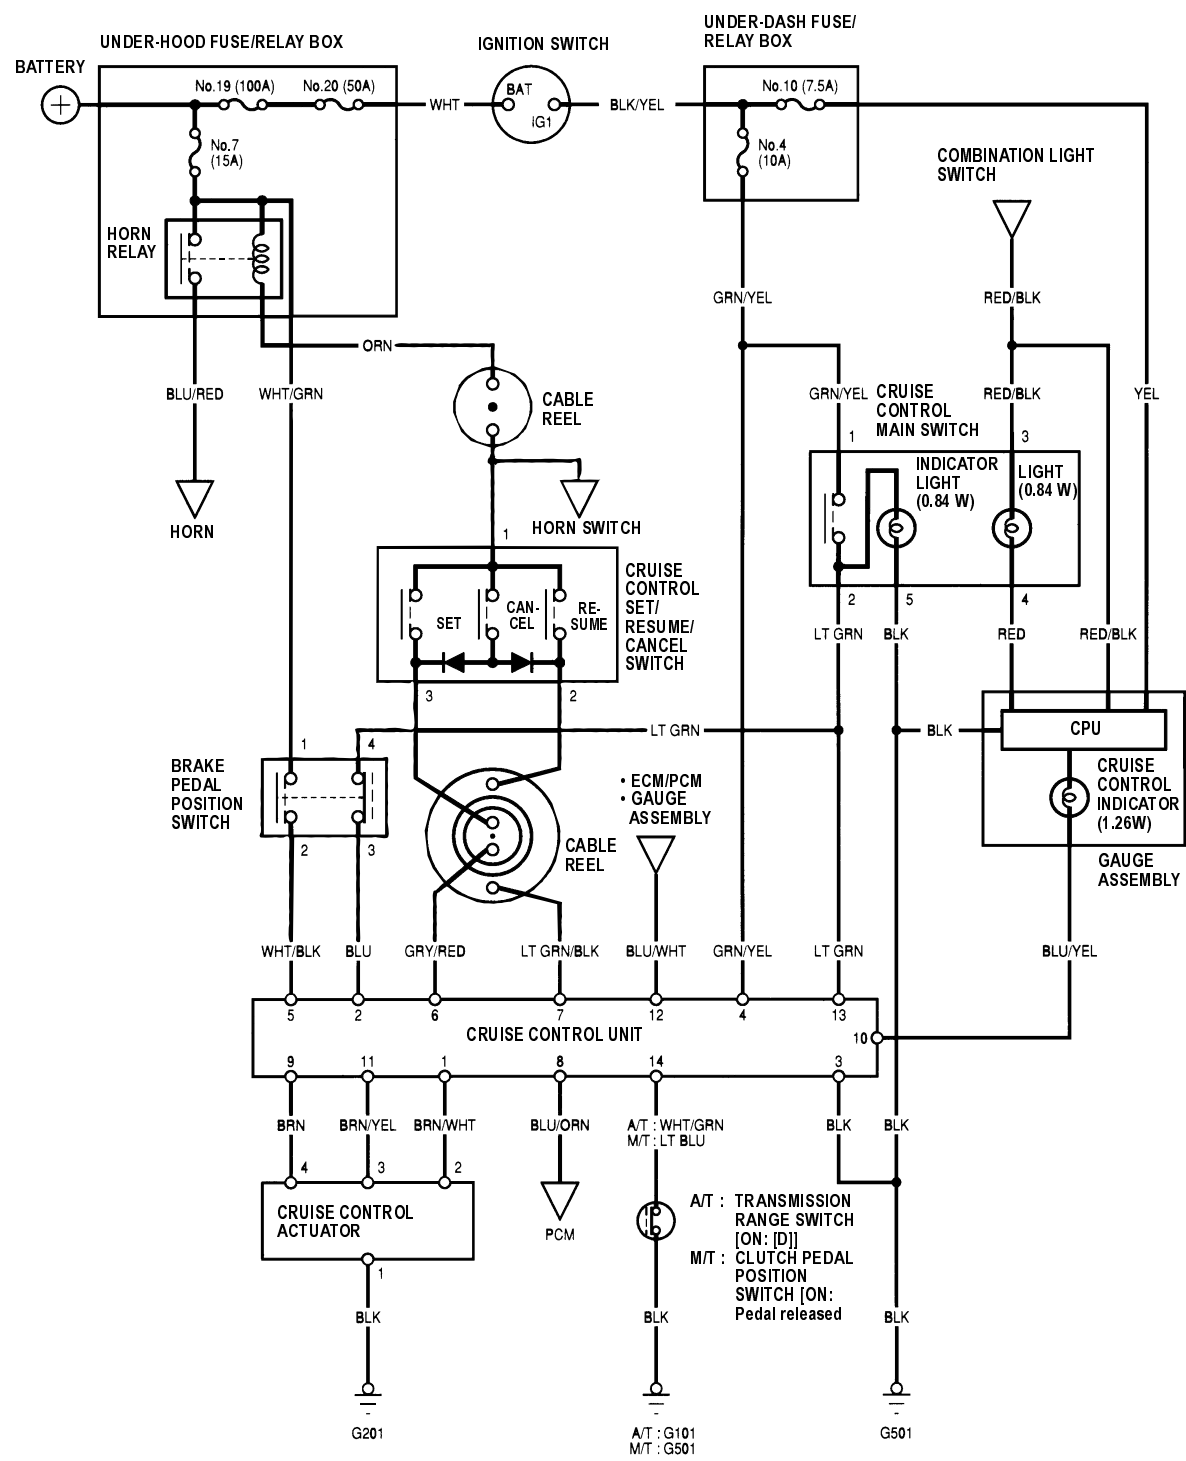 UNDER-DASH FUSE/
RELAY BOX
UNDER-HOOD FUSE/RELAY BOX
IGNITION SWITCH
BATTERY
No.19 (100A)
No.20 (50A)
WHT
BAT
IG1
BLK/YEL
No.10 (7.5A)
No.7
(15A)
No.4
(10A)
COMBINATION LIGHT
SWITCH
HORN
RELAY
GRN/YEL
RED/BLK
ORN
BLU/RED
WHT/GRN
CABLE
REEL
GRN/YEL
CRUISE
CONTROL
MAIN SWITCH
RED/BLK
YEL
1
3
INDICATOR
LIGHT
(0.84 W)
LIGHT
(0.84 W)
HORN
HORN SWITCH
1
CRUISE
CONTROL
SET/
RESUME/
CANCEL
SWITCH
SET
CAN-
CEL
RE-
SUME
2
5
4
LT GRN
BLK
RED
RED/BLK
3
2
LT GRN
BLK
CPU
1
4
BRAKE
PEDAL
POSITION
SWITCH
• ECM/PCM
• GAUGE
ASSEMBLY
CRUISE
CONTROL
INDICATOR
(1.26W)
2
3
CABLE
REEL
GAUGE
ASSEMBLY
WHT/BLK
BLU
GRY/RED
LT GRN/BLK
BLU/WHT
GRN/YEL
LT GRN
BLU/YEL
5
2
6
7
12
4
13
CRUISE CONTROL UNIT
10
9
11
1
8
14
3
BRN
BRN/YEL
BRN/WHT
BLU/ORN
A/T : WHT/GRN
M/T : LT BLU
BLK
BLK
4
3
2
CRUISE CONTROL
ACTUATOR
PCM
A/T : TRANSMISSION
RANGE SWITCH
[ON: [D]]
M/T : CLUTCH PEDAL
POSITION
SWITCH [ON:
Pedal released
1
BLK
BLK
BLK
G201
A/T : G101
M/T : G501
G501